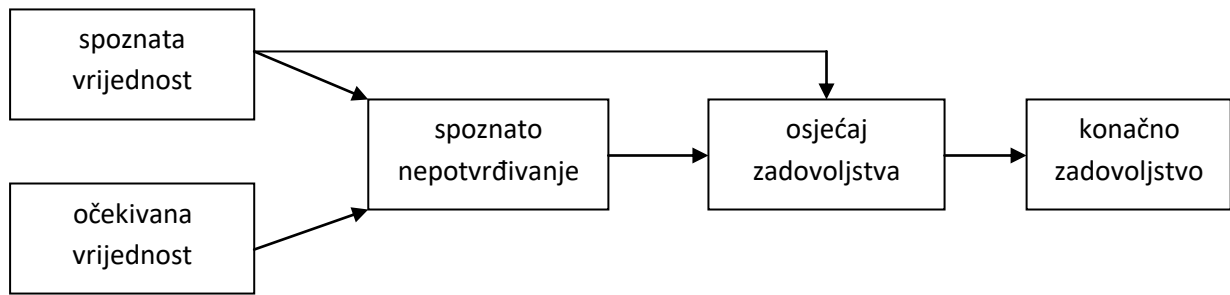 spoznata
vrijednost
spoznato
nepotvrđivanje
osjećaj
zadovoljstva
konačno
zadovoljstvo
očekivana
vrijednost